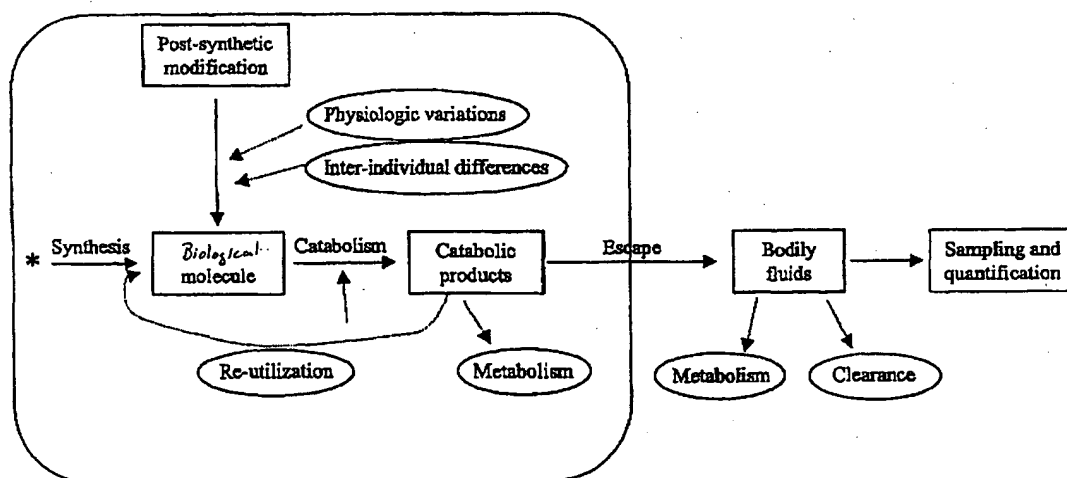 Post-synthetic
modification
Physiologic variations
Inter-individual differences
* Synthesis
Biological
molecule
Catabolism
Catabolic
products
Escape
Bodily
fluids
Sampling and
quantification
Re-utilization
Metabolism
Metabolism
Clearance